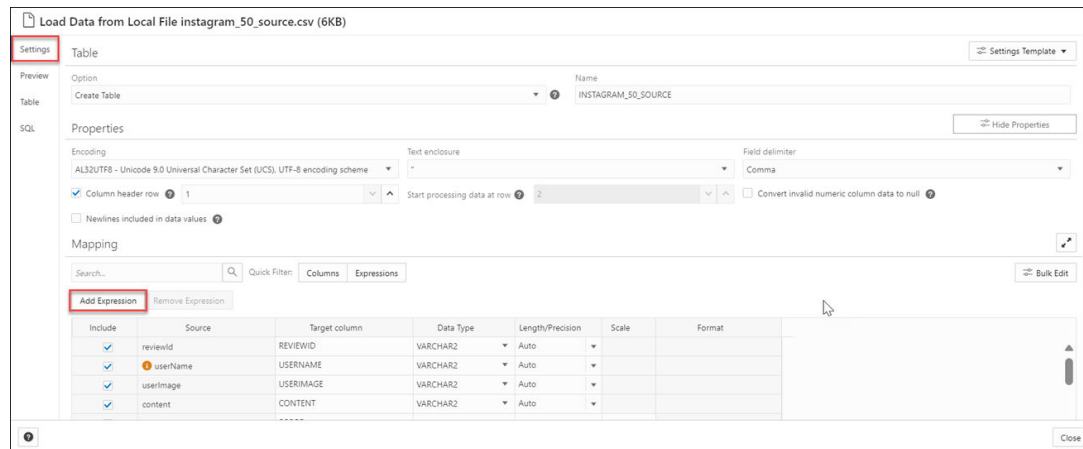 Load Data from Local File instagram_50_source.csv (6KB)
Settings
Preview
Table
SQL
Table
Settings Template
Option
Name
Create Table
INSTAGRAM_50_SOURCE
Properties
Hide Properties
Encoding
Text enclosure
Field delimiter
AL32UTF8 - Unicode 9.0 Universal Character Set (UCS), UTF-8 encoding scheme
"
Comma
Column header row 1
Start processing data at row 2
Convert invalid numeric column data to null
Newlines included in data values
Mapping
Search... Quick Filter: Columns Expressions
Bulk Edit
Add Expression Remove Expression
Include Source Target column Data Type Length/Precision Scale Format
reviewId REVIEWID VARCHAR2 Auto
userName USERNAME VARCHAR2 Auto
userImage USERIMAGE VARCHAR2 Auto
content CONTENT VARCHAR2 Auto
Close